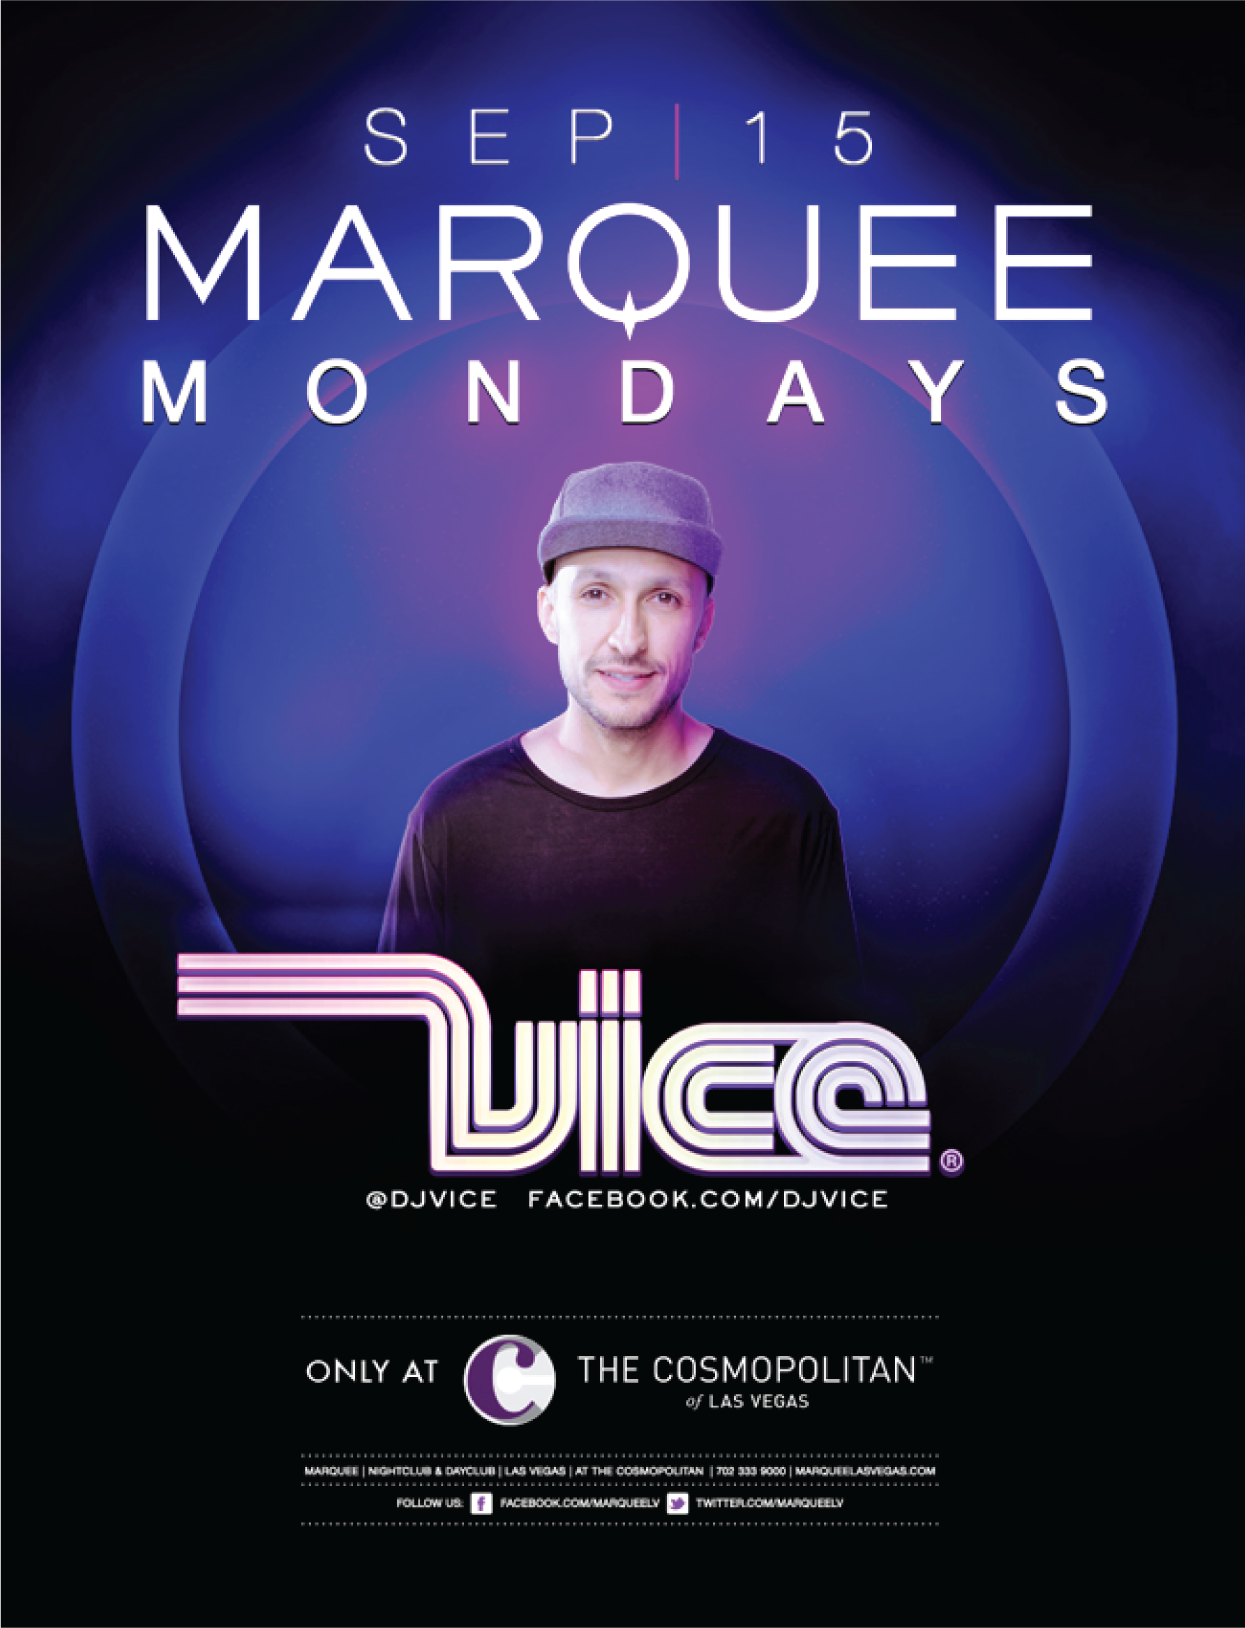 SEP | 15
MARQUEE
MONDAYS
vice®
@DJVICE FACEBOOK.COM/DJVICE
ONLY AT C THE COSMOPOLITAN™
of LAS VEGAS
MARQUEE | NIGHTCLUB & DAYCLUB | LAS VEGAS | AT THE COSMOPOLITAN | 702 333 9000 | MARQUEELASVEGAS.COM
FOLLOW US: f FACEBOOK.COM/MARQUEELV TWITTER.COM/MARQUEELV